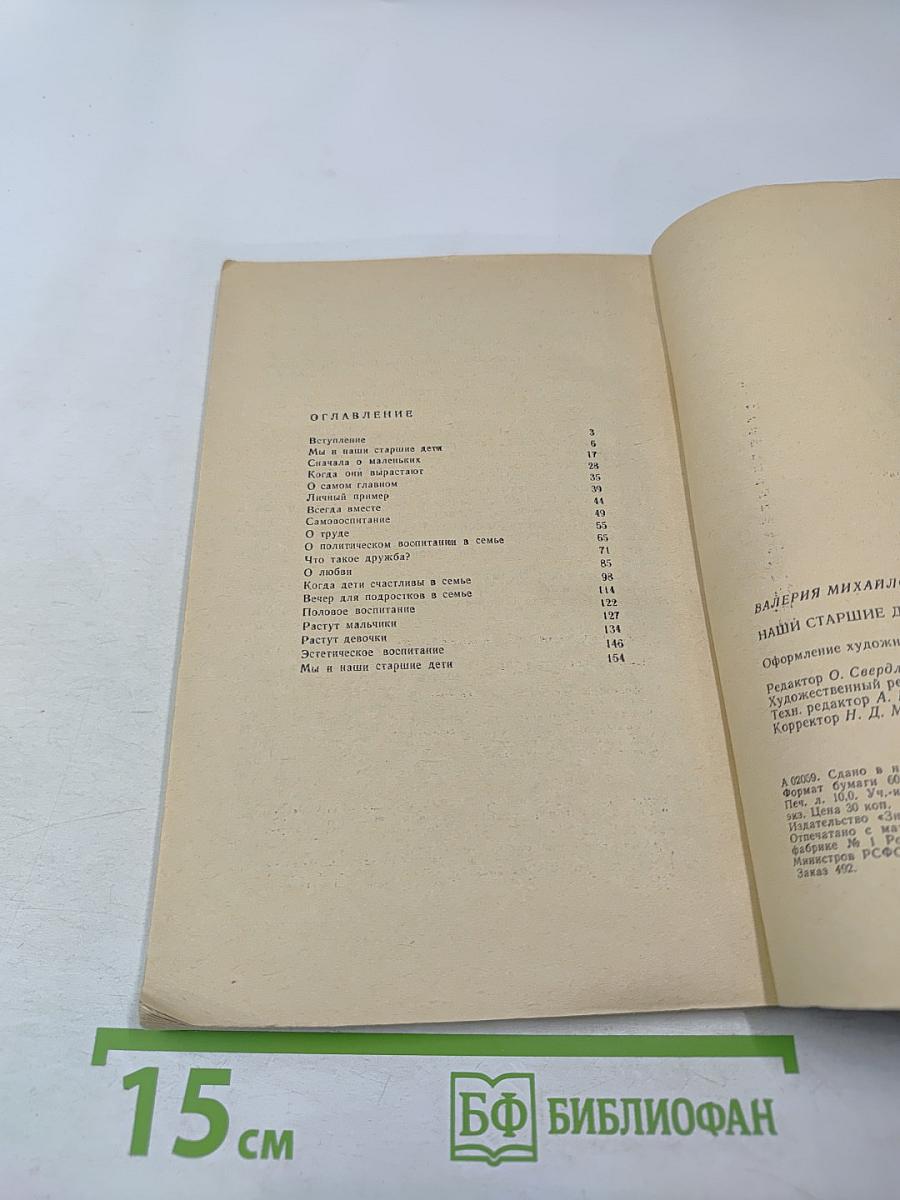 ОГЛАВЛЕНИЕ
Вступление 3
Мы и наши старшие дети 6
Сначала о маленьких 17
Когда они вырастают 28
О самом главном 35
Личный пример 39
Всегда вместе 44
Самовоспитание 49
О труде 55
О политическом воспитании в семье 65
Что такое дружба? 71
О любви 85
Когда дети счастливы в семье 98
Вечер для подростков в семье 114
Половое воспитание 122
Растут мальчики 127
Растут девочки 134
Эстетическое воспитание 146
Мы и наши старшие дети 154
ВАЛЕРИЯ МИХАЙЛО
НАШИ СТАРШИЕ Д
Оформление художни
Редактор О. Свердл
Художественный ре
Техн. редактор А.
Корректор Н. Д. М
А 02059. Сдано в н
Формат бумаги 60
Печ. л. 10,0. Уч.-и
экз. Цена 30 коп.
Издательство «Зн
Отпечатано с мат
фабрике № 1 Ро
Министров РСФС
Заказ 492.
15 см
БФ БИБЛИОФАН